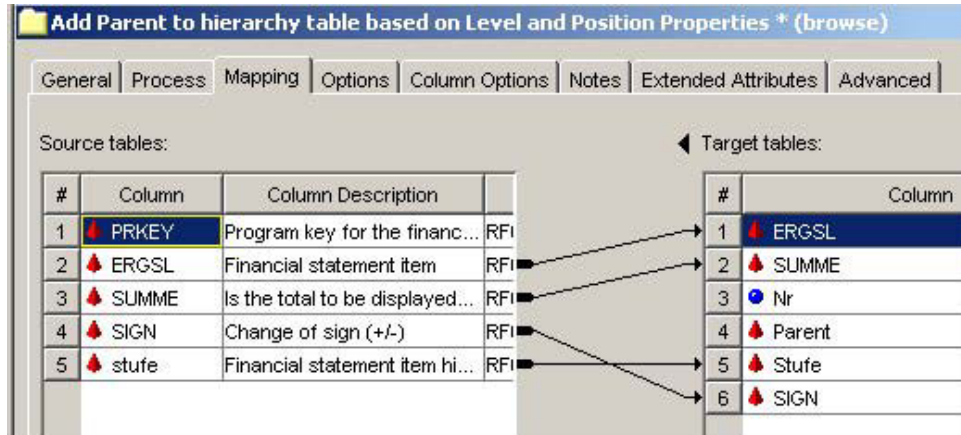 Add Parent to hierarchy table based on Level and Position Properties * (browse)
General Process Mapping Options Column Options Notes Extended Attributes Advanced
Source tables: Target tables:
# Column Column Description # Column
1 PRKEY Program key for the financ... RF 1 ERGSL
2 ERGSL Financial statement item RF 2 SUMME
3 SUMME Is the total to be displayed... RF 3 Nr
4 SIGN Change of sign (+/-) RF 4 Parent
5 stufe Financial statement item hi... RF 5 Stufe
6 SIGN